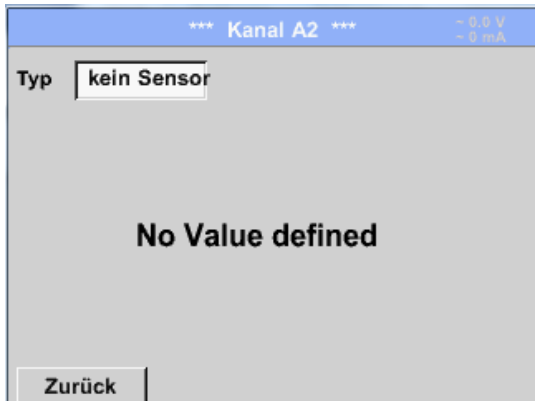 *** Kanal A2 ***
~ 0.0 V
~ 0 mA
Typ kein Sensor
No Value defined
Zurück